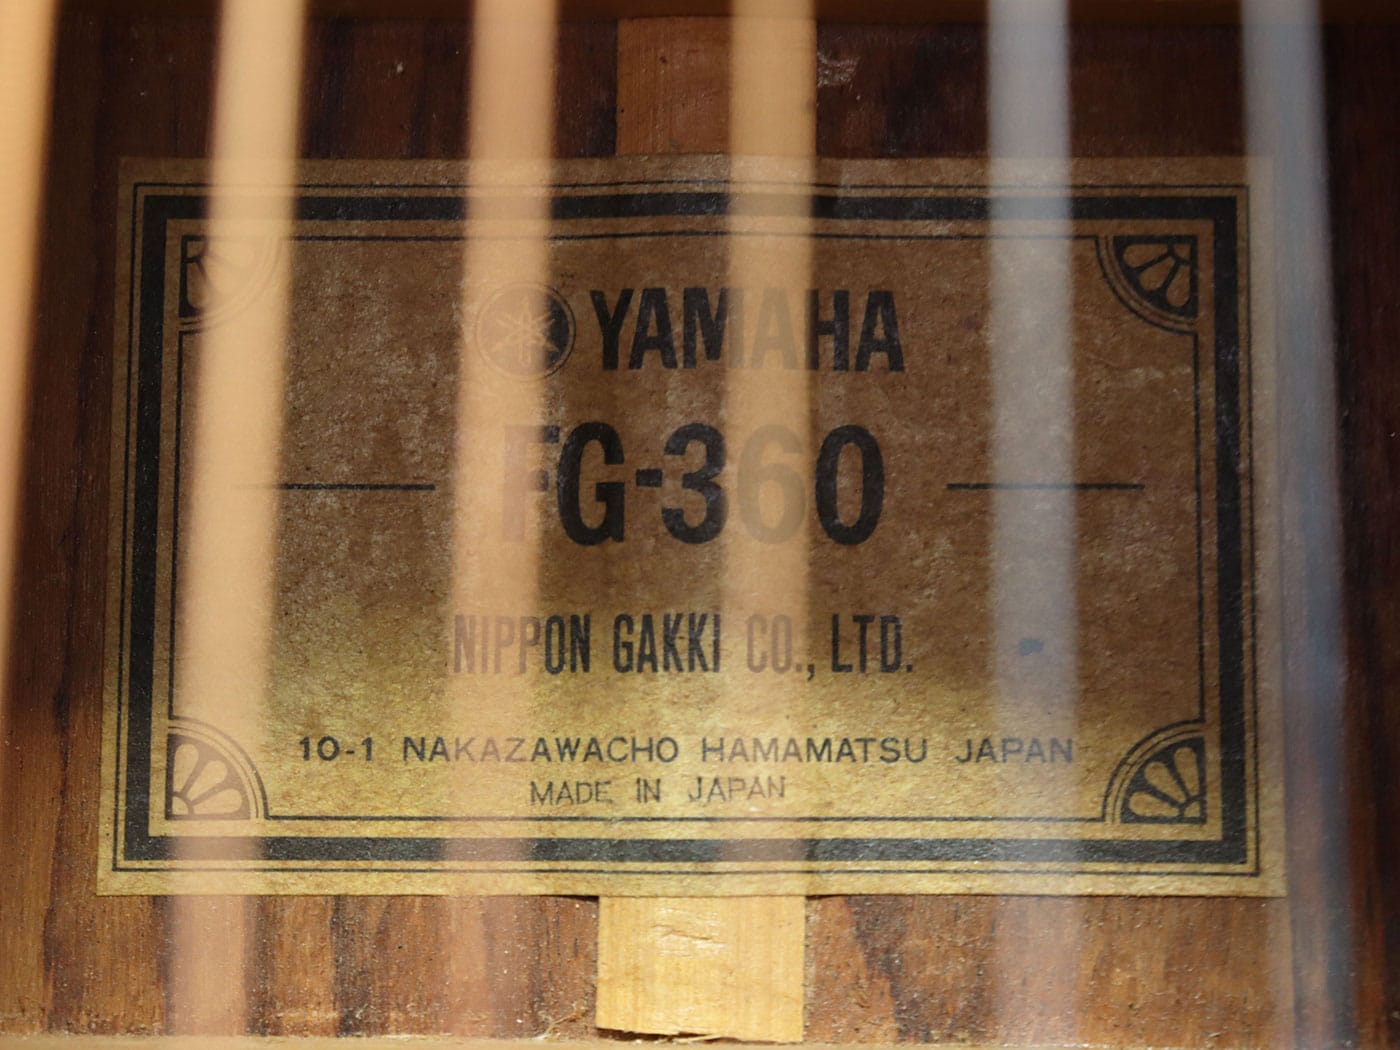 YAMAHA
FG-360
NIPPON GAKKI CO., LTD.
10-1 NAKAZAWACHO HAMAMATSU JAPAN
MADE IN JAPAN